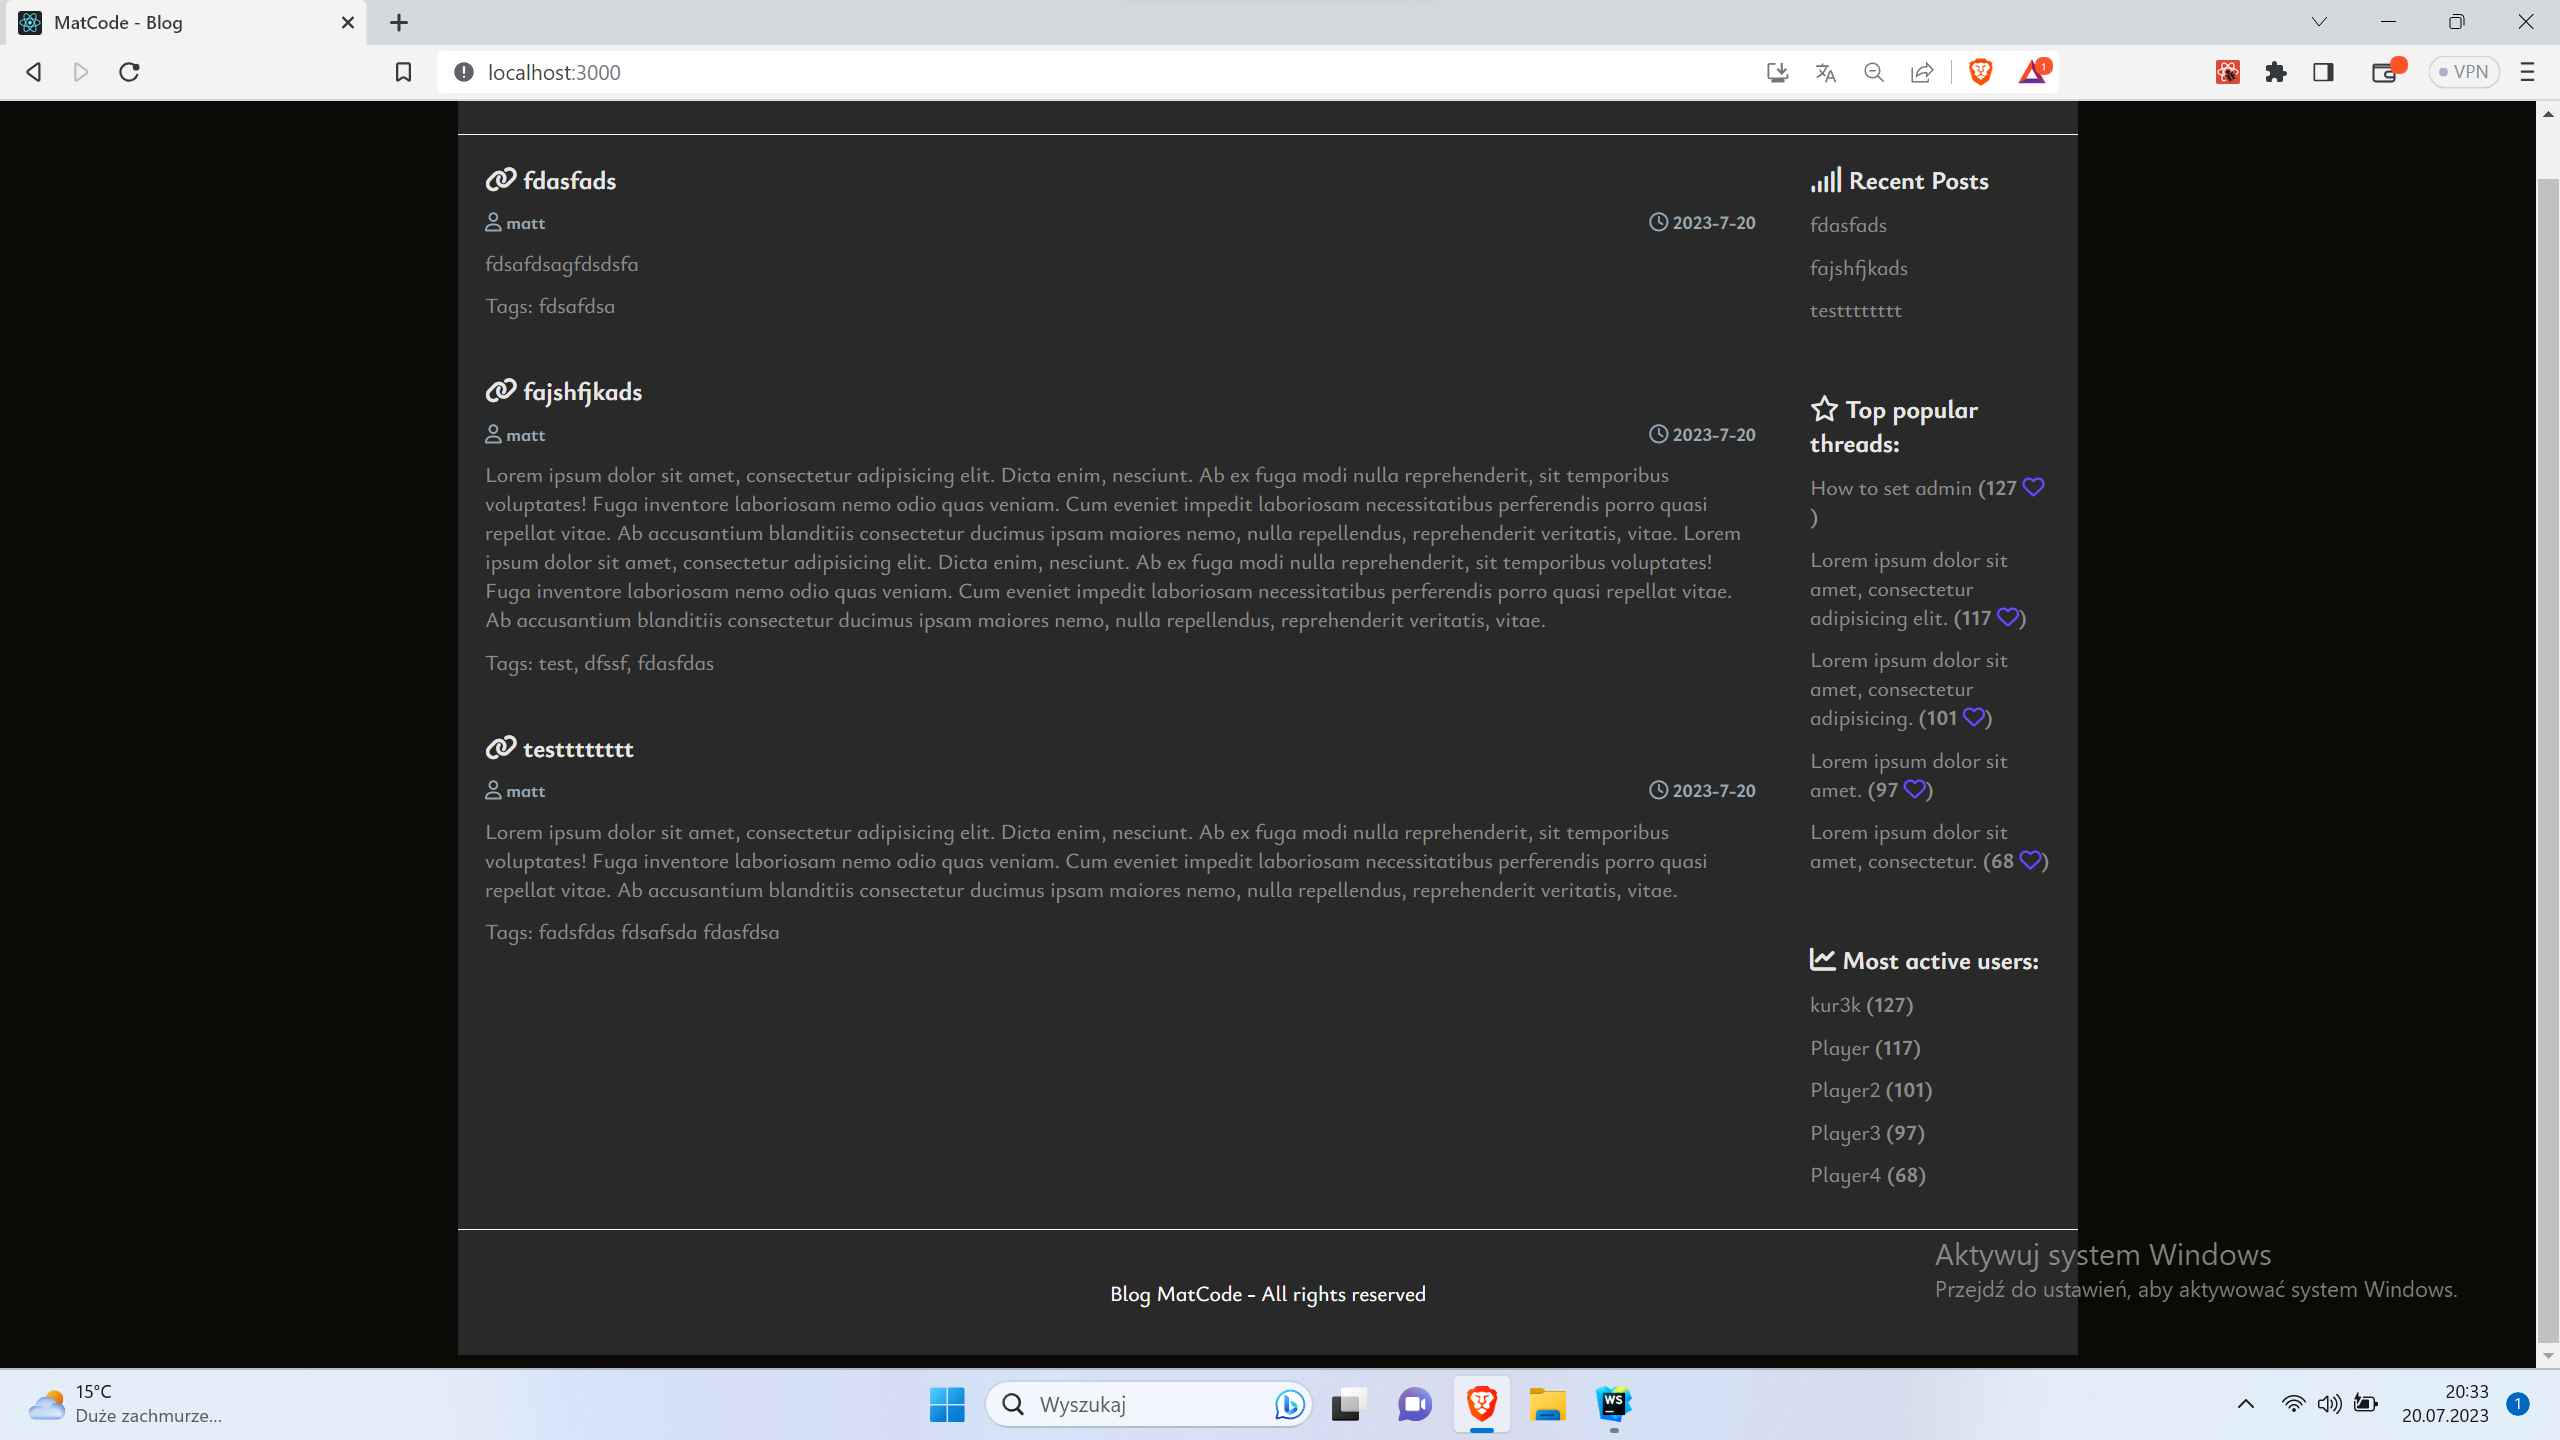 MatCode - Blog
localhost:3000
1
VPN
fdasfads
matt
2023-7-20
fdsafdsagfdsdsfa
Tags: fdsafdsa
fajshfjkads
matt
2023-7-20
Lorem ipsum dolor sit amet, consectetur adipisicing elit. Dicta enim, nesciunt. Ab ex fuga modi nulla reprehenderit, sit temporibus
voluptates! Fuga inventore laboriosam nemo odio quas veniam. Cum eveniet impedit laboriosam necessitatibus perferendis porro quasi
repellat vitae. Ab accusantium blanditiis consectetur ducimus ipsam maiores nemo, nulla repellendus, reprehenderit veritatis, vitae. Lorem
ipsum dolor sit amet, consectetur adipisicing elit. Dicta enim, nesciunt. Ab ex fuga modi nulla reprehenderit, sit temporibus voluptates!
Fuga inventore laboriosam nemo odio quas veniam. Cum eveniet impedit laboriosam necessitatibus perferendis porro quasi repellat vitae.
Ab accusantium blanditiis consectetur ducimus ipsam maiores nemo, nulla repellendus, reprehenderit veritatis, vitae.
Tags: test, dfssf, fdasfdas
testttttttt
matt
2023-7-20
Lorem ipsum dolor sit amet, consectetur adipisicing elit. Dicta enim, nesciunt. Ab ex fuga modi nulla reprehenderit, sit temporibus
voluptates! Fuga inventore laboriosam nemo odio quas veniam. Cum eveniet impedit laboriosam necessitatibus perferendis porro quasi
repellat vitae. Ab accusantium blanditiis consectetur ducimus ipsam maiores nemo, nulla repellendus, reprehenderit veritatis, vitae.
Tags: fadsfdas fdsafsda fdasfdsa
Recent Posts
fdasfads
fajshfjkads
testttttttt
Top popular
threads:
How to set admin (127
)
Lorem ipsum dolor sit
amet, consectetur
adipisicing elit. (117 )
Lorem ipsum dolor sit
amet, consectetur
adipisicing. (101 )
Lorem ipsum dolor sit
amet. (97 )
Lorem ipsum dolor sit
amet, consectetur. (68 )
Most active users:
kur3k (127)
Player (117)
Player2 (101)
Player3 (97)
Player4 (68)
Blog MatCode - All rights reserved
Aktywuj system Windows
Przejdź do ustawień, aby aktywować system Windows.
15°C
Duże zachmurze...
Wyszukaj
WS
20:33
20.07.2023
1